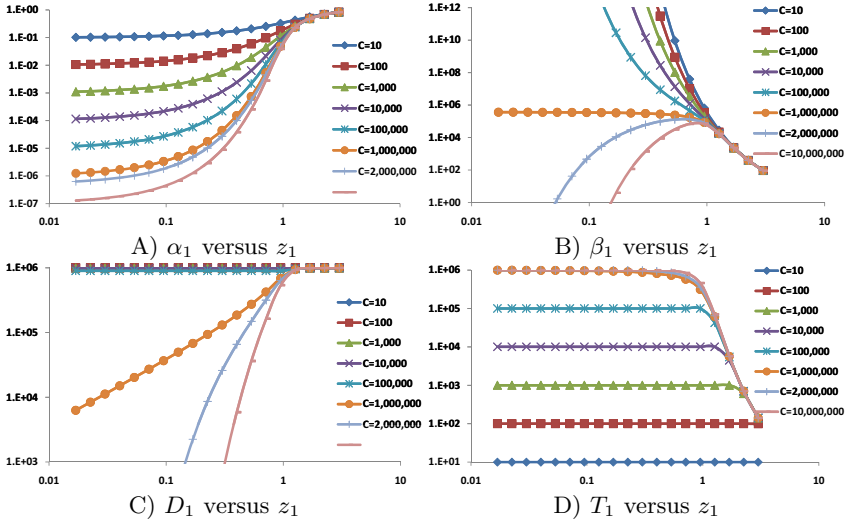 1.E+00
1.E-01
1.E-02
1.E-03
1.E-04
1.E-05
1.E-06
1.E-07
0.01
0.1
1
10
C=10
C=100
C=1,000
C=10,000
C=100,000
C=1,000,000
C=2,000,000
A) α₁ versus z₁
1.E+12
1.E+10
1.E+08
1.E+06
1.E+04
1.E+02
1.E+00
0.01
0.1
1
10
C=10
C=100
C=1,000
C=10,000
C=100,000
C=1,000,000
C=2,000,000
C=10,000,000
B) β₁ versus z₁
1.E+06
1.E+05
1.E+04
1.E+03
0.01
0.1
1
10
C=10
C=100
C=1,000
C=10,000
C=100,000
C=1,000,000
C=2,000,000
C) D₁ versus z₁
1.E+06
1.E+05
1.E+04
1.E+03
1.E+02
1.E+01
0.01
0.1
1
10
C=10
C=100
C=1,000
C=10,000
C=100,000
C=1,000,000
C=2,000,000
C=10,000,000
D) T₁ versus z₁